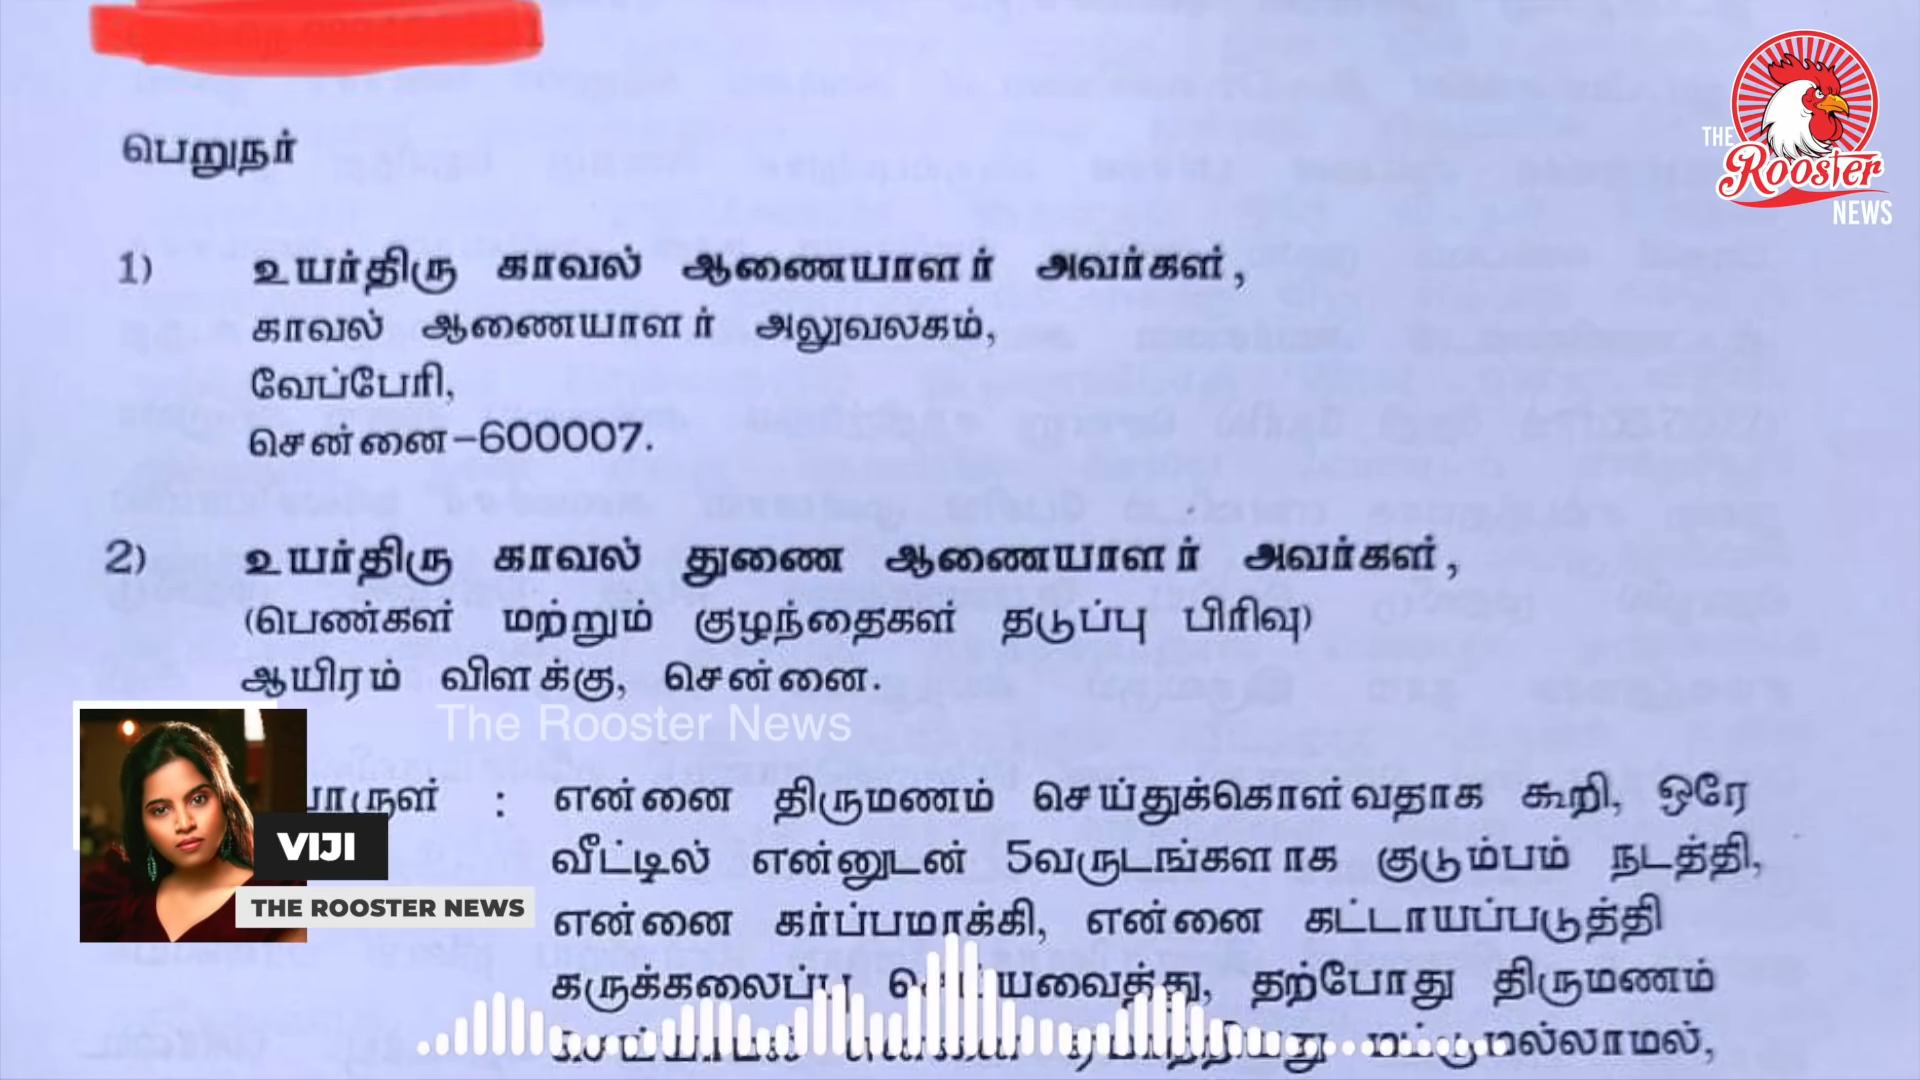 THE
Rooster
NEWS
பெறுநர்
1) உயர்திரு காவல் ஆணையாளர் அவர்கள்,
காவல் ஆணையாளர் அலுவலகம்,
வேப்பேரி,
சென்னை-600007.
2) உயர்திரு காவல் துணை ஆணையாளர் அவர்கள்,
(பெண்கள் மற்றும் குழந்தைகள் தடுப்பு பிரிவு)
ஆயிரம் விளக்கு, சென்னை.
The Rooster News
: என்னை திருமணம் செய்துக்கொள்வதாக கூறி, ஒரே
வீட்டில் என்னுடன் 5வருடங்களாக குடும்பம் நடத்தி,
என்னை கர்ப்பமாக்கி, என்னை கட்டாயப்படுத்தி
கருக்கலைப்பு செய்யவைத்து, தற்போது திருமணம்
மட்டுமல்லாமல்,
VIJI
THE ROOSTER NEWS